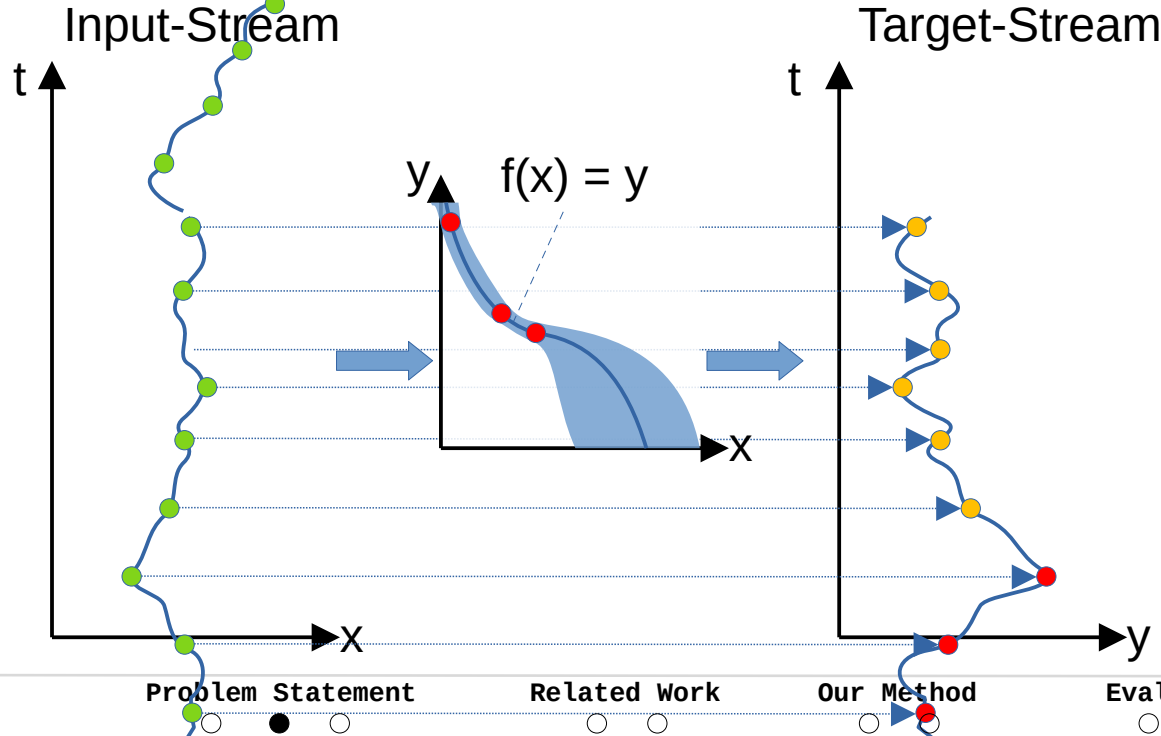 Input-Stream
Target-Stream
t
t
y
f(x) = y
x
x
y
Problem Statement
Related Work
Our Method